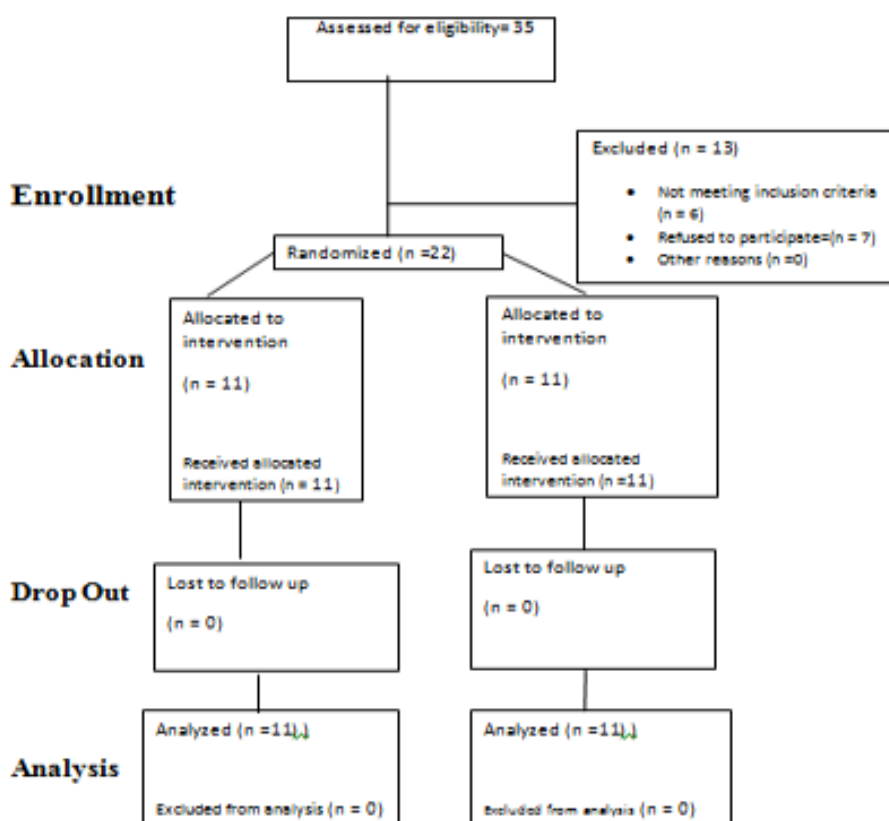 Assessed for eligibility= 35
Excluded (n = 13)
• Not meeting inclusion criteria
(n = 6)
• Refused to participate=(n = 7)
• Other reasons (n =0)
Enrollment
Randomized (n =22)
Allocated to
intervention
(n = 11)
Received allocated
intervention (n = 11)
Allocated to
intervention
(n = 11)
Received allocated
intervention (n =11)
Allocation
Lost to follow up
(n = 0)
Lost to follow up
(n = 0)
Drop Out
Analyzed (n =11),)
Excluded from analysis (n = 0)
Analyzed (n =11),)
Excluded from analysis (n = 0)
Analysis